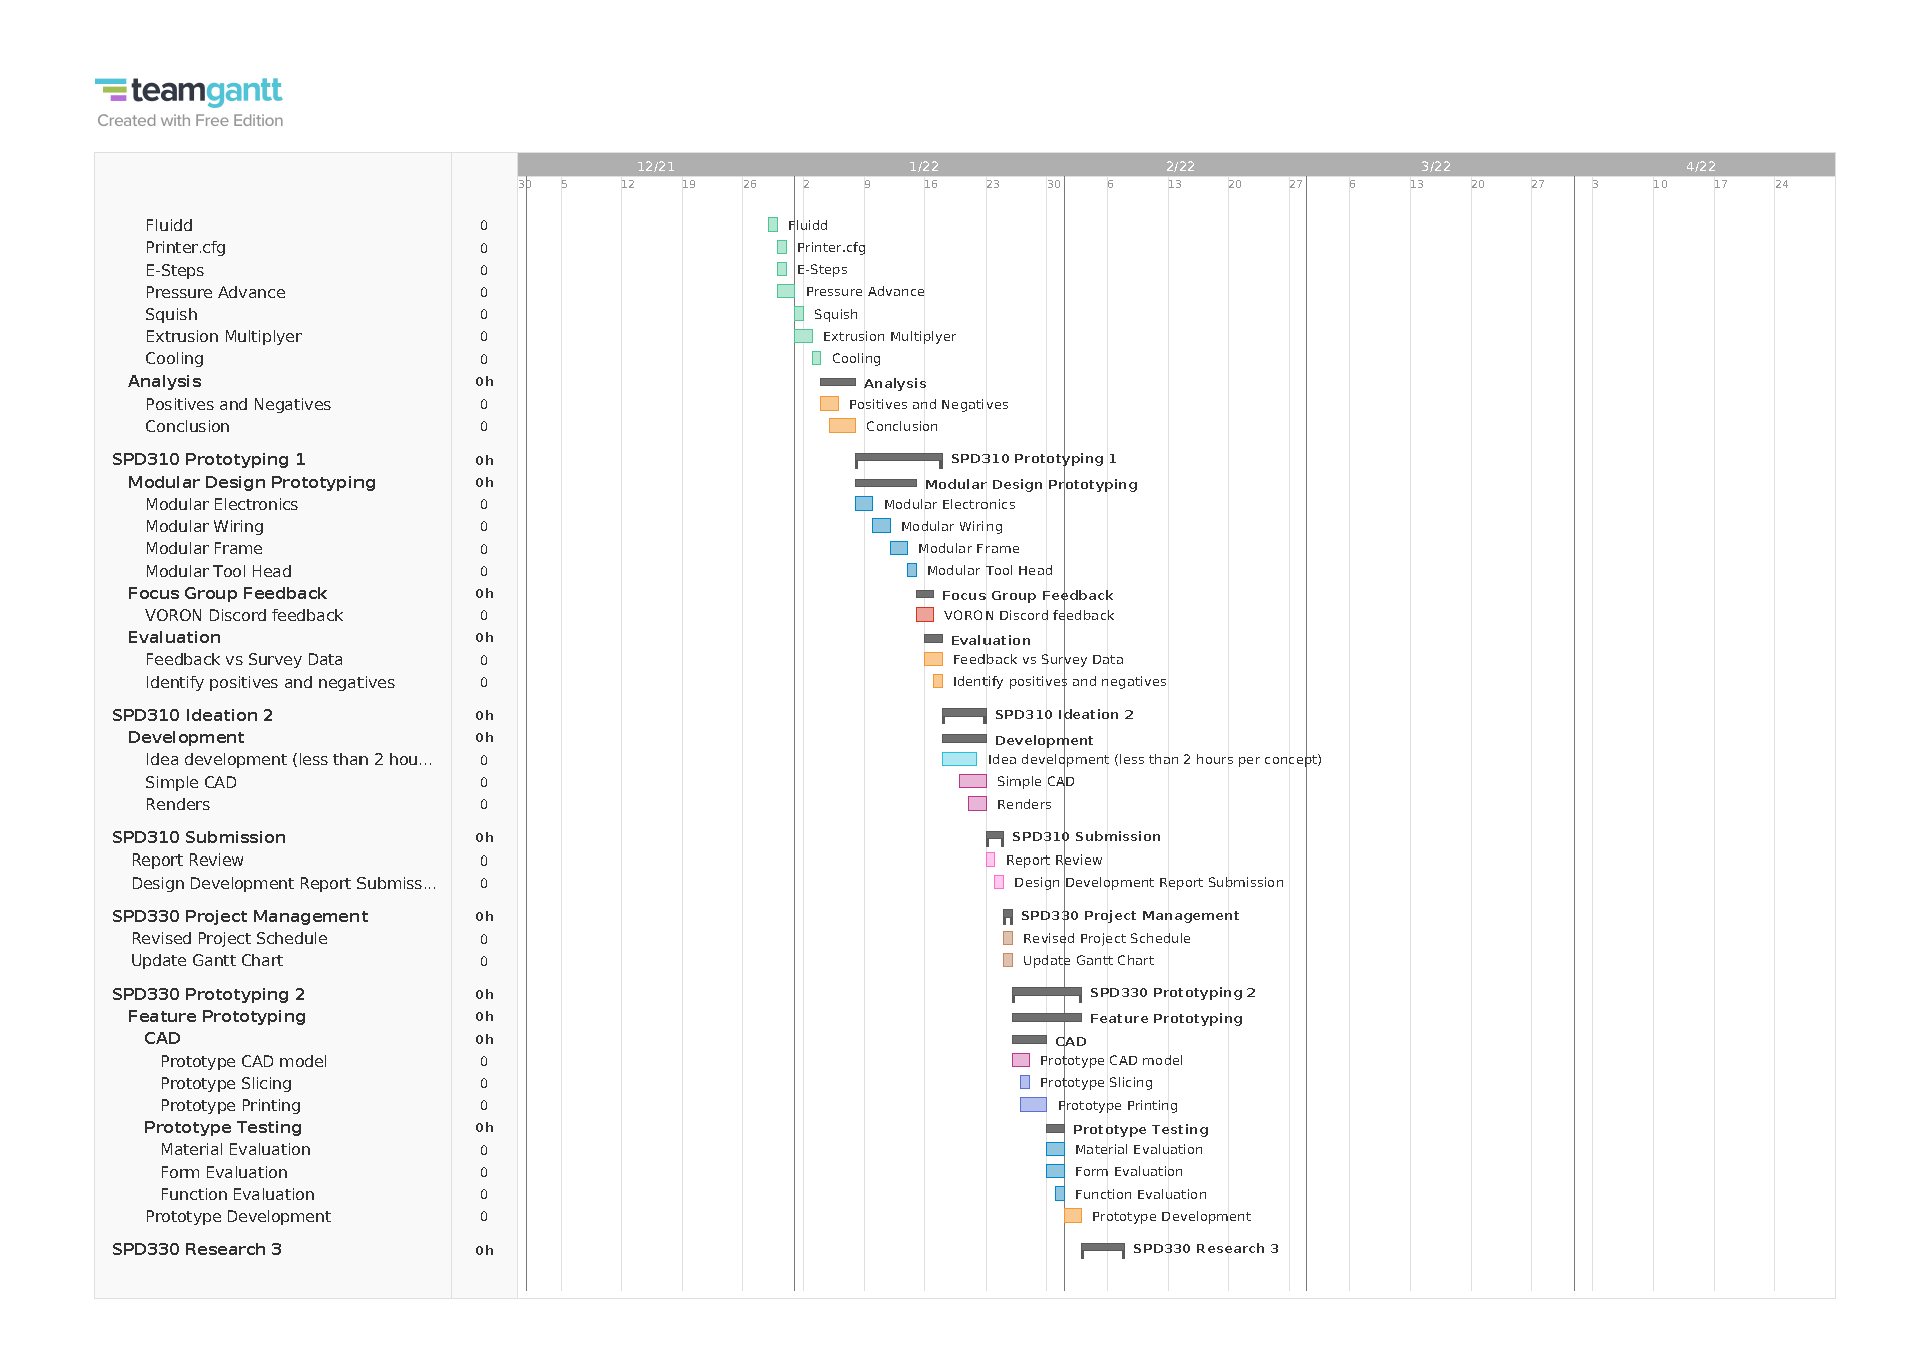 teamgantt
Created with Free Edition
12/21 1/22 2/22 3/22 4/22
30 5 12 19 26 2 9 16 23 30 6 13 20 27 6 13 20 27 3 10 17 24
Fluidd 0 Fluidd
Printer.cfg 0 Printer.cfg
E-Steps 0 E-Steps
Pressure Advance 0 Pressure Advance
Squish 0 Squish
Extrusion Multiplyer 0 Extrusion Multiplyer
Cooling 0 Cooling
Analysis 0h Analysis
Positives and Negatives 0 Positives and Negatives
Conclusion 0 Conclusion
SPD310 Prototyping 1 0h SPD310 Prototyping 1
Modular Design Prototyping 0h Modular Design Prototyping
Modular Electronics 0 Modular Electronics
Modular Wiring 0 Modular Wiring
Modular Frame 0 Modular Frame
Modular Tool Head 0 Modular Tool Head
Focus Group Feedback 0h Focus Group Feedback
VORON Discord feedback 0 VORON Discord feedback
Evaluation 0h Evaluation
Feedback vs Survey Data 0 Feedback vs Survey Data
Identify positives and negatives 0 Identify positives and negatives
SPD310 Ideation 2 0h SPD310 Ideation 2
Development 0h Development
Idea development (less than 2 hou... 0 Idea development (less than 2 hours per concept)
Simple CAD 0 Simple CAD
Renders 0 Renders
SPD310 Submission 0h SPD310 Submission
Report Review 0 Report Review
Design Development Report Submiss... 0 Design Development Report Submission
SPD330 Project Management 0h SPD330 Project Management
Revised Project Schedule 0 Revised Project Schedule
Update Gantt Chart 0 Update Gantt Chart
SPD330 Prototyping 2 0h SPD330 Prototyping 2
Feature Prototyping 0h Feature Prototyping
CAD 0h CAD
Prototype CAD model 0 Prototype CAD model
Prototype Slicing 0 Prototype Slicing
Prototype Printing 0 Prototype Printing
Prototype Testing 0h Prototype Testing
Material Evaluation 0 Material Evaluation
Form Evaluation 0 Form Evaluation
Function Evaluation 0 Function Evaluation
Prototype Development 0 Prototype Development
SPD330 Research 3 0h SPD330 Research 3